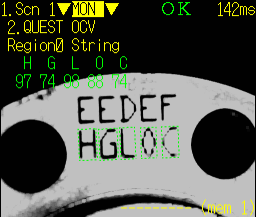 1.Scn 1▼MON ▼ OK 142ms
2.QUEST OCV
Region0 String
H G L O C
97 74 98 88 74
EEDEF
HGLOC
(mem 1)